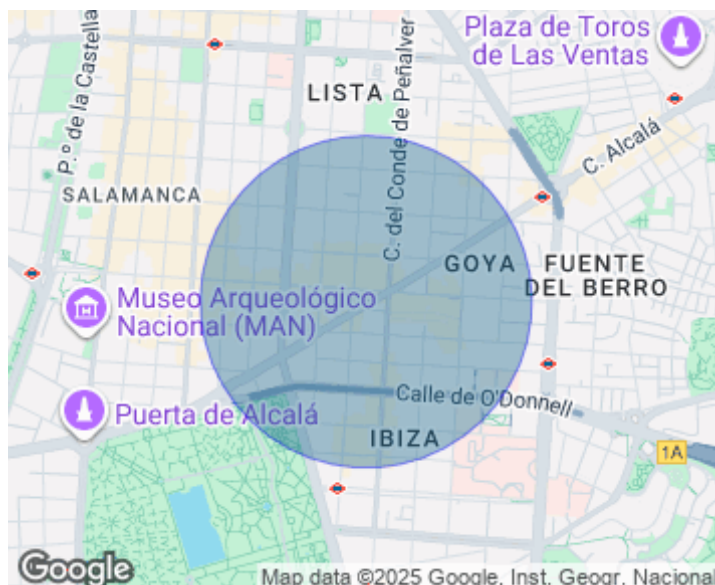 Plaza de Toros
de Las Ventas
P.º de la Castella
LISTA
C. del Conde de Peñalver
C. Alcalá
SALAMANCA
GOYA
FUENTE
DEL BERRO
Museo Arqueológico
Nacional (MAN)
Calle de O'Donnell
Puerta de Alcalá
IBIZA
1A
Google
Map data ©2025 Google, Inst. Geogr. Nacional